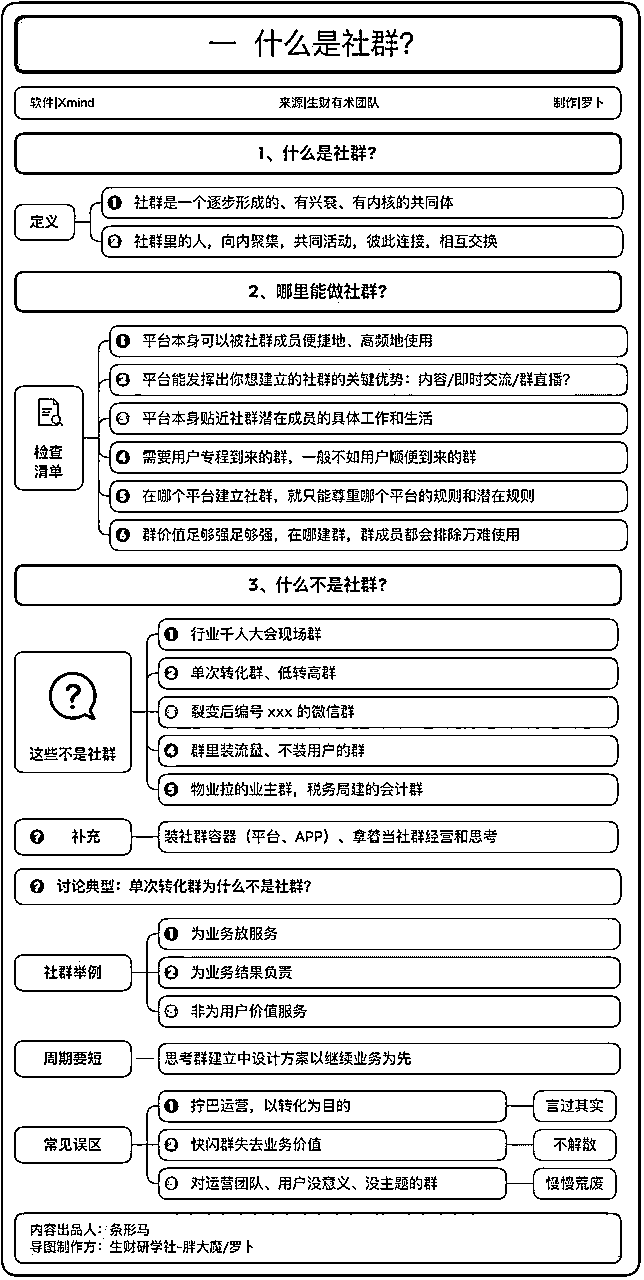 一 什么是社群?
软件|Xmind
来源|生财有术团队
制作|罗卜
1、什么是社群?
定义
1 社群是一个逐步形成的、有兴衰、有内核的共同体
2 社群里的人，向内聚集，共同活动，彼此连接，相互交换
2、哪里能做社群?
检查
清单
1 平台本身可以被社群成员便捷地、高频地使用
2 平台能发挥出你想建立的社群的关键优势：内容/即时交流/群直播?
3 平台本身贴近社群潜在成员的具体工作和生活
4 需要用户专程到来的群，一般不如用户顺便到来的群
5 在哪个平台建立社群，就只能尊重哪个平台的规则和潜在规则
6 群价值足够强足够强，在哪建群，群成员都会排除万难使用
3、什么不是社群?
?
这些不是社群
1 行业千人大会现场群
2 单次转化群、低转高群
3 裂变后编号 xxx 的微信群
4 群里装流量、不装用户的群
5 物业拉的业主群，税务局建的会计群
? 补充
装社群容器（平台、APP）、拿着当社群经营和思考
? 讨论典型：单次转化群为什么不是社群?
社群举例
1 为业务放服务
2 为业务结果负责
3 非为用户价值服务
周期要短
思考群建立中设计方案以继续业务为先
常见误区
1 拧巴运营，以转化为目的
言过其实
2 快闪群失去业务价值
不解散
3 对运营团队、用户没意义、没主题的群
慢慢荒废
内容出品人：条形马
导图制作方：生财研学社-胖大魔/罗卜